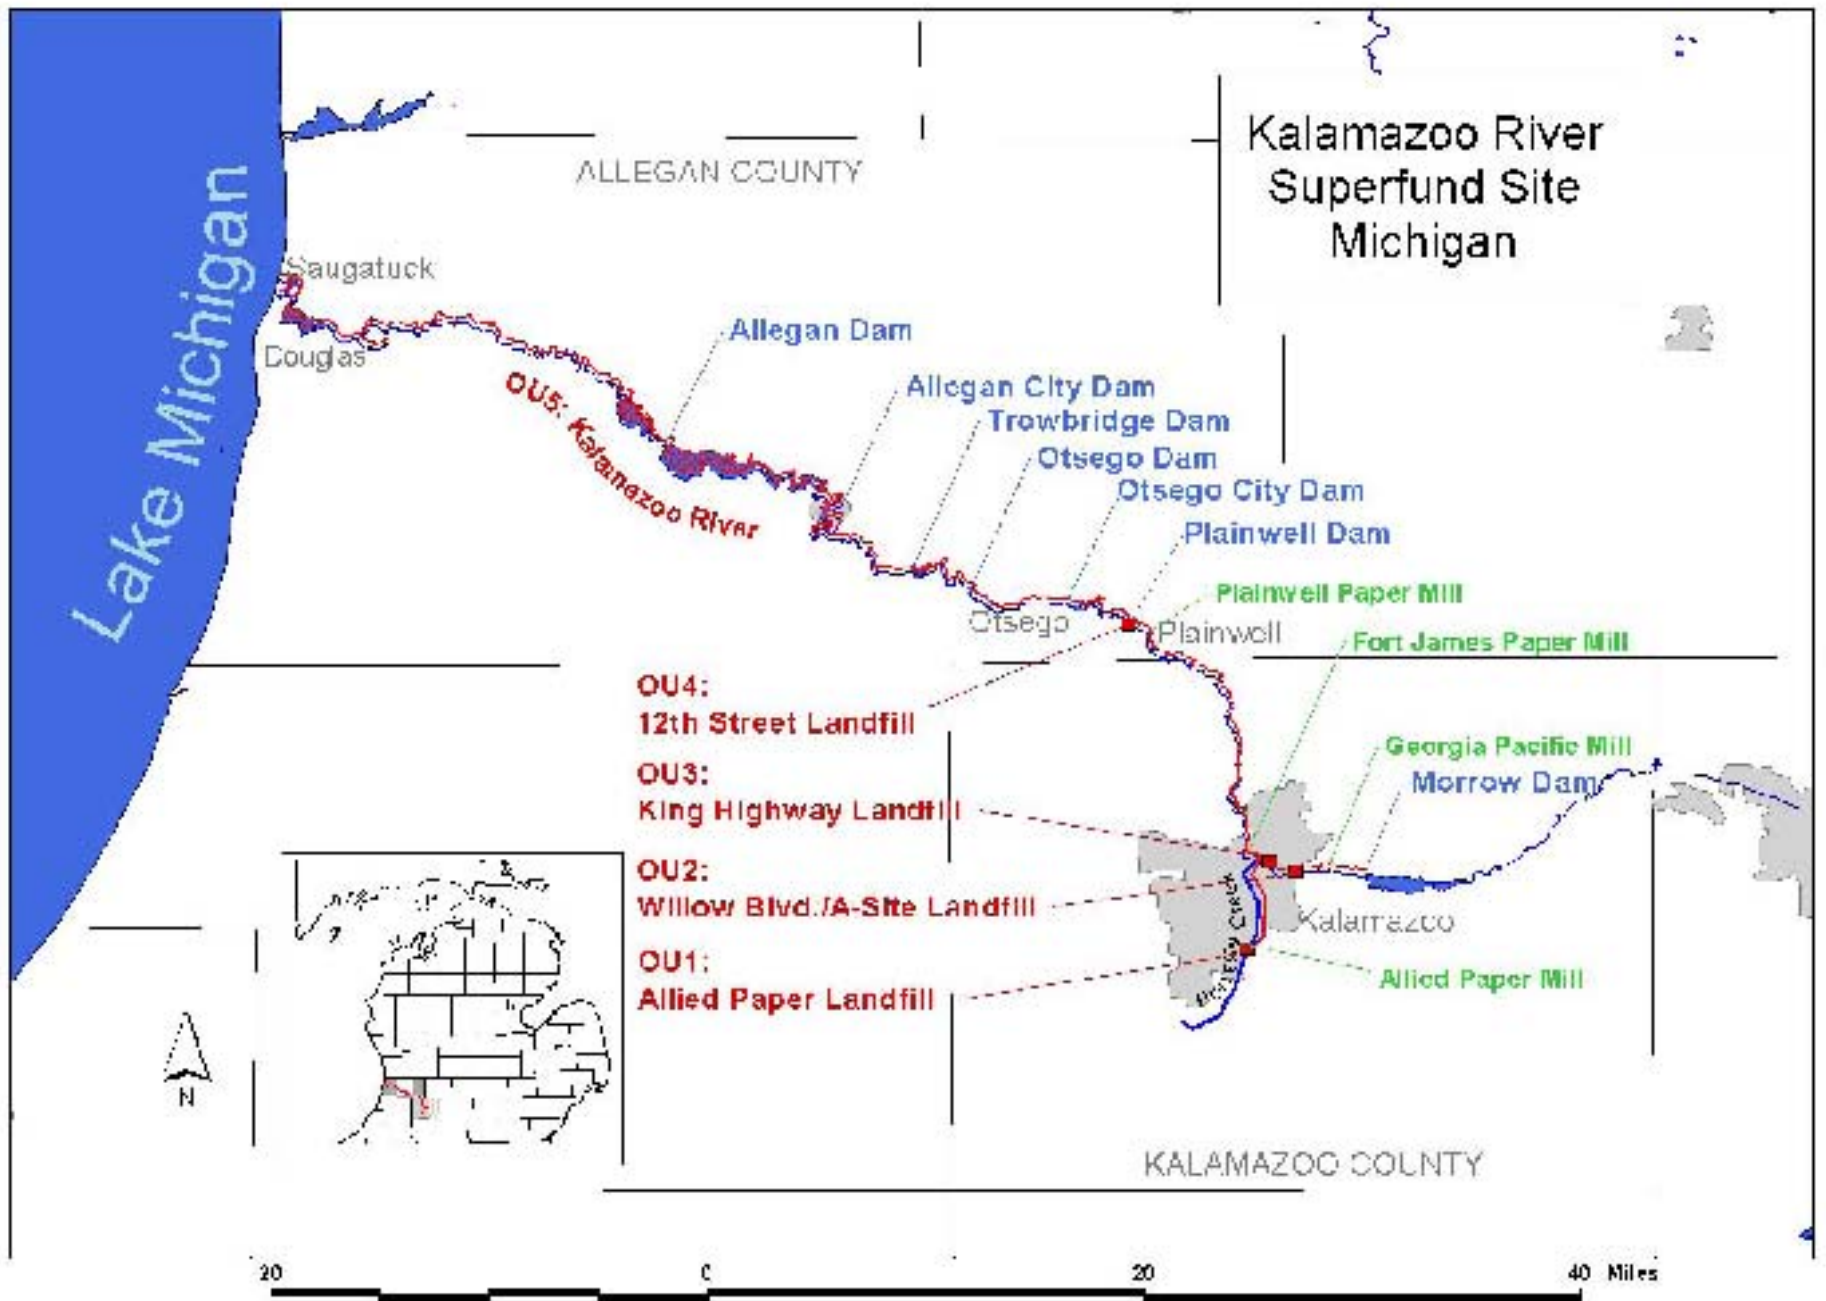 Kalamazoo River
Superfund Site
Michigan
ALLEGAN COUNTY
Lake Michigan
Saugatuck
Douglas
Allegan Dam
Allegan City Dam
Trowbridge Dam
Otsego Dam
Otsego City Dam
Plainwell Dam
OU5: Kalamazoo River
Plainwell Paper Mill
Otsego
Plainwell
Fort James Paper Mill
OU4:
12th Street Landfill
Georgia Pacific Mill
OU3:
Morrow Dam
King Highway Landfill
OU2:
Willow Blvd./A-Site Landfill
Kalamazoo
Creek
OU1:
Allied Paper Mill
Allied Paper Landfill
N
KALAMAZOO COUNTY
20 0 20 40 Miles